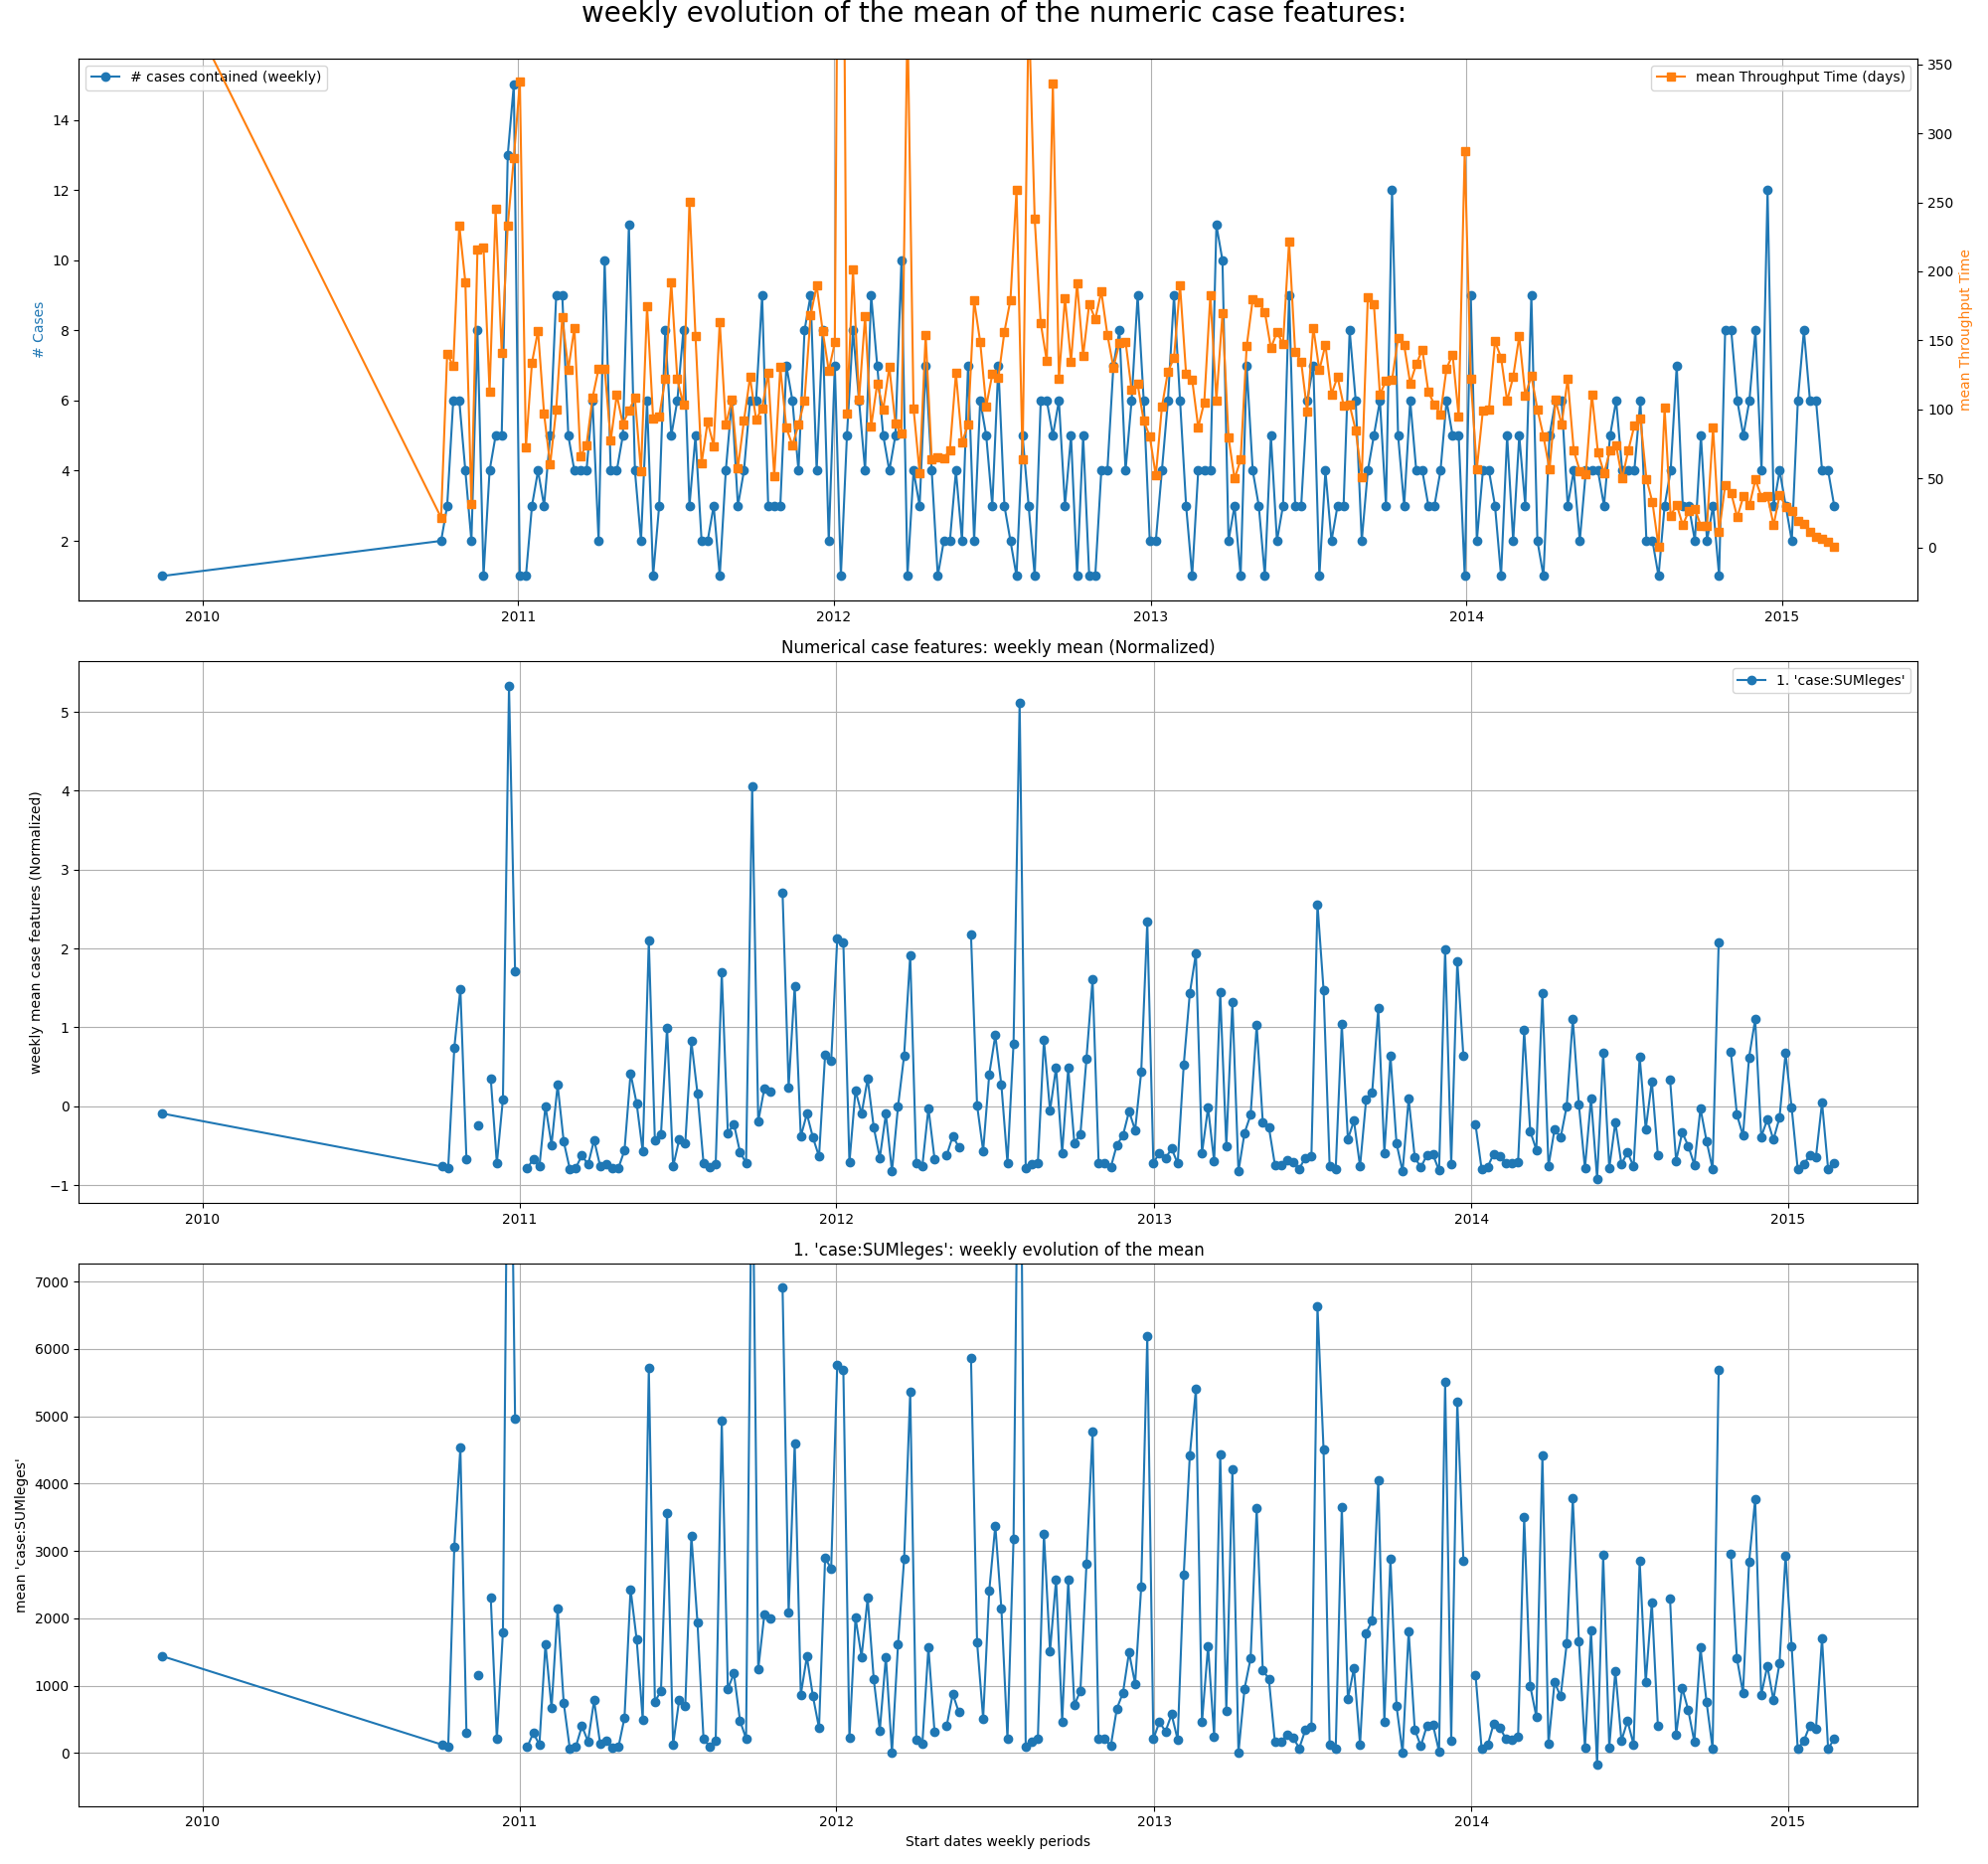 weekly evolution of the mean of the numeric case features:
# cases contained (weekly)
mean Throughput Time (days)
# Cases
mean Throughput Time
14
12
10
8
6
4
2
350
300
250
200
150
100
50
0
2010 2011 2012 2013 2014 2015
Numerical case features: weekly mean (Normalized)
1. 'case:SUMleges'
weekly mean case features (Normalized)
5
4
3
2
1
0
−1
2010 2011 2012 2013 2014 2015
1. 'case:SUMleges': weekly evolution of the mean
mean 'case:SUMleges'
7000
6000
5000
4000
3000
2000
1000
0
2010 2011 2012 2013 2014 2015
Start dates weekly periods